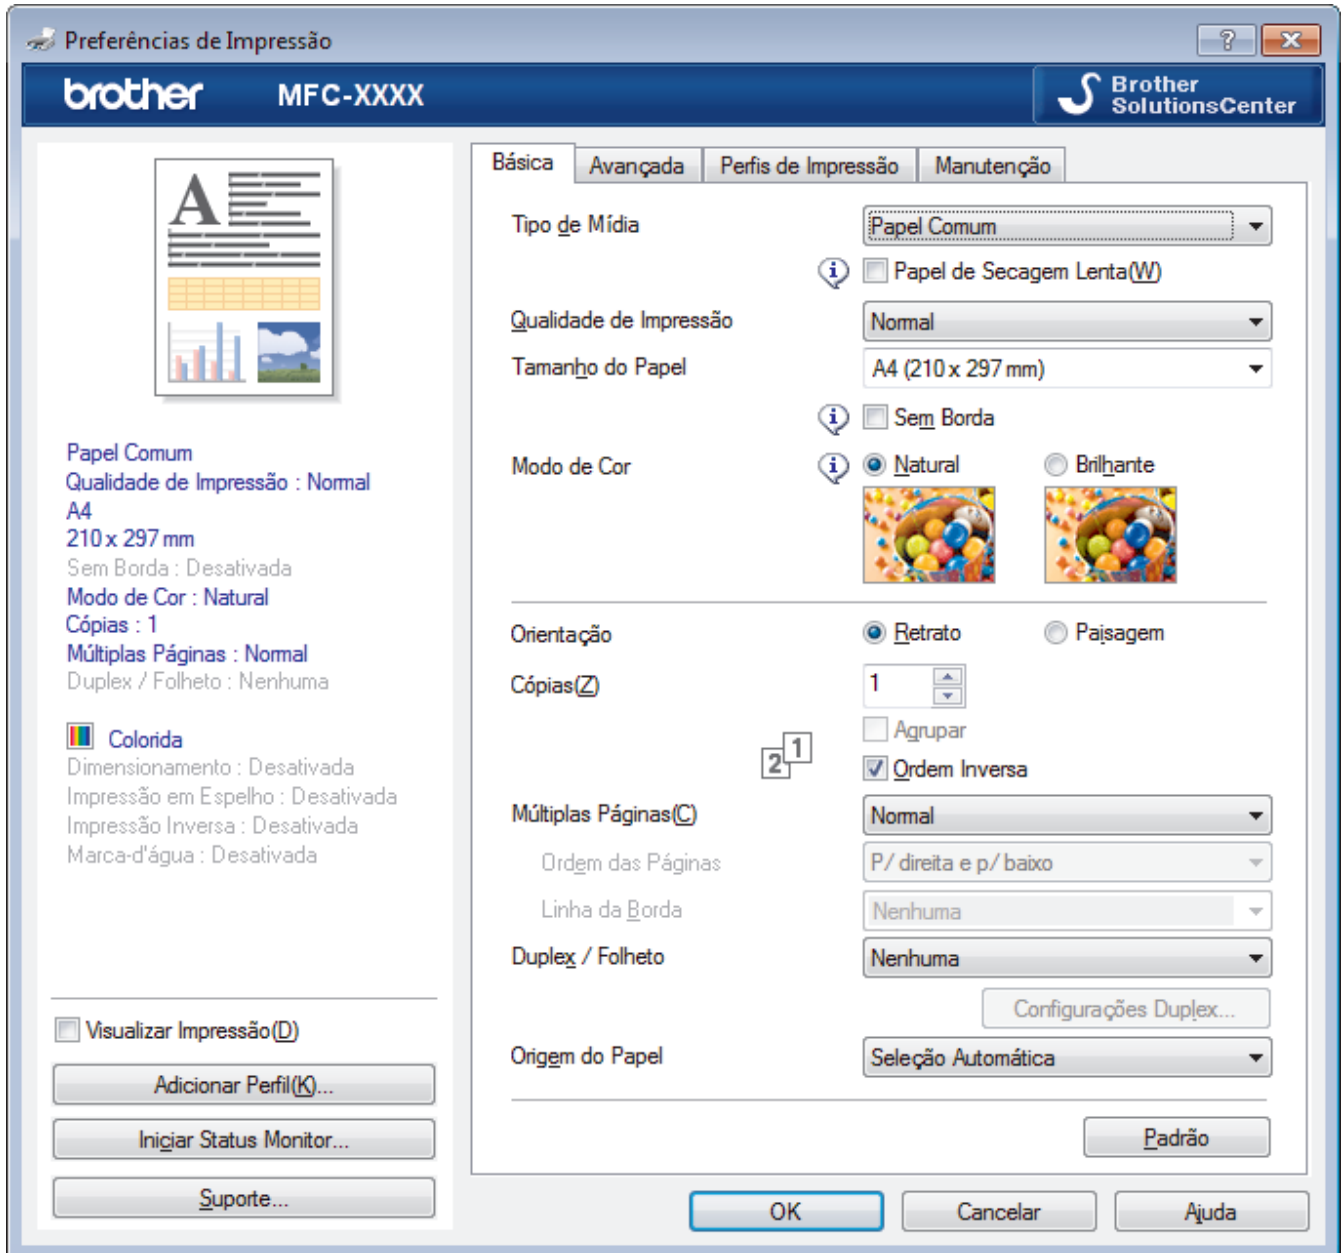 Preferências de Impressão
brother MFC-XXXX Brother SolutionsCenter
Básica Avançada Perfis de Impressão Manutenção
A
Papel Comum
Qualidade de Impressão : Normal
A4
210 x 297 mm
Sem Borda : Desativada
Modo de Cor : Natural
Cópias : 1
Múltiplas Páginas : Normal
Duplex / Folheto : Nenhuma
Colorida
Dimensionamento : Desativada
Impressão em Espelho : Desativada
Impressão Inversa : Desativada
Marca-d'água : Desativada
Visualizar Impressão(D)
Adicionar Perfil(K)...
Iniciar Status Monitor...
Suporte...
Tipo de Mídia Papel Comum
Papel de Secagem Lenta(W)
Qualidade de Impressão Normal
Tamanho do Papel A4 (210 x 297 mm)
Sem Borda
Modo de Cor Natural Brilhante
Orientação Retrato Paisagem
Cópias(Z) 1
Agrupar
2 1
Ordem Inversa
Múltiplas Páginas(C) Normal
Ordem das Páginas P/ direita e p/ baixo
Linha da Borda Nenhuma
Duplex / Folheto Nenhuma
Configurações Duplex...
Origem do Papel Seleção Automática
Padrão
OK Cancelar Ajuda